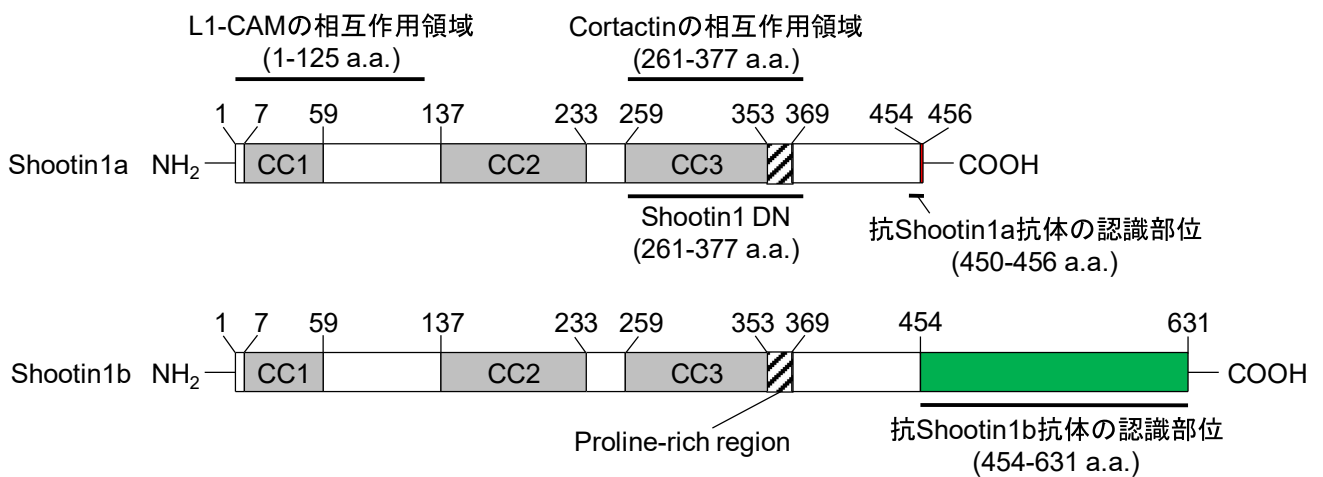 L1-CAMの相互作用領域
(1-125 a.a.)
Cortactinの相互作用領域
(261-377 a.a.)
1 7 59 137 233 259 353 369 454 456
Shootin1a NH2 CC1 CC2 CC3 COOH
Shootin1 DN
(261-377 a.a.)
抗Shootin1a抗体の認識部位
(450-456 a.a.)
1 7 59 137 233 259 353 369 454 631
Shootin1b NH2 CC1 CC2 CC3 COOH
Proline-rich region
抗Shootin1b抗体の認識部位
(454-631 a.a.)